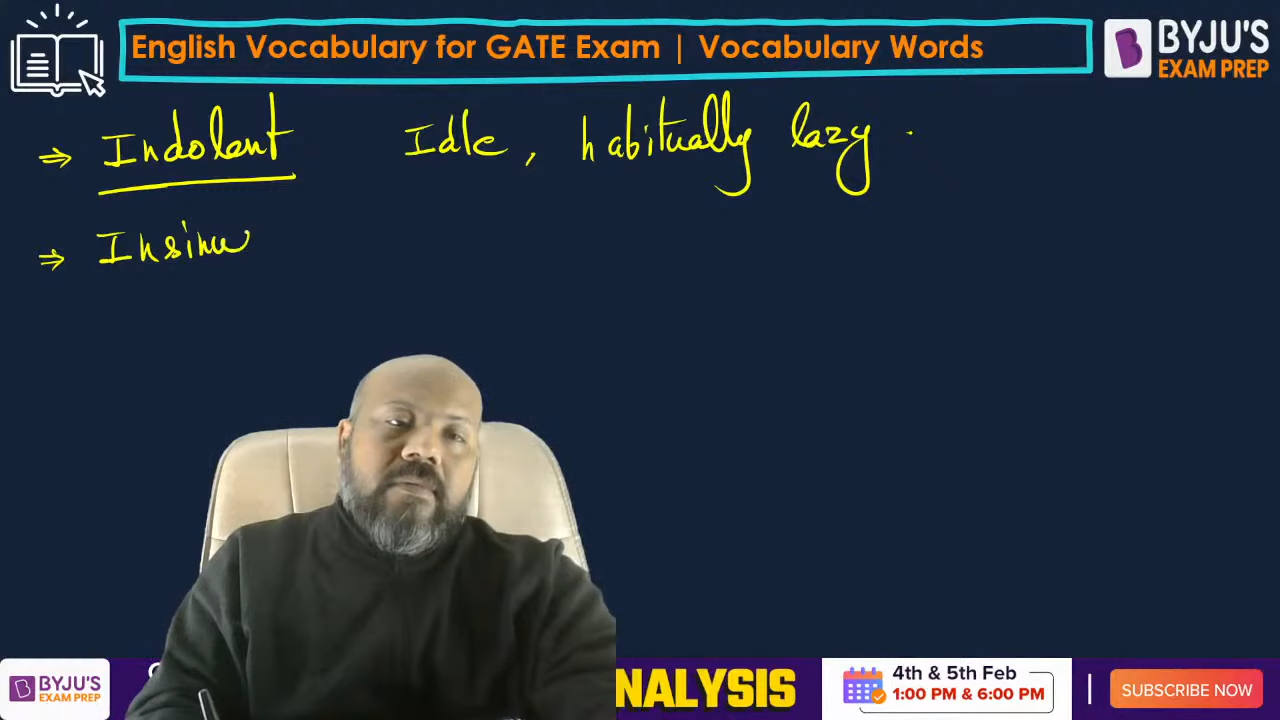 English Vocabulary for GATE Exam | Vocabulary Words
BYJU'S
EXAM PREP
⇒ Indolent Idle, habitually lazy.
⇒ Insinu
BYJU'S
EXAM PREP
NALYSIS
4th & 5th Feb
1:00 PM & 6:00 PM
SUBSCRIBE NOW